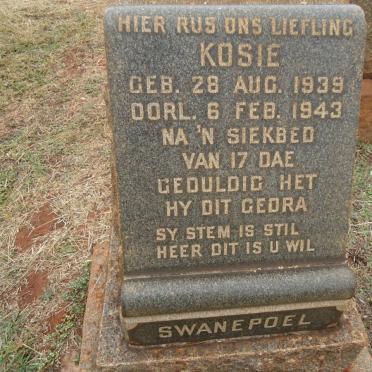 HIER RUS ONS LIEFLING
KOSIE
GEB. 28 AUG. 1939
OORL. 6 FEB. 1943
NA 'N SIEKBED
VAN 17 DAE
GEDULDIG HET
HY DIT GEDRA
SY STEM IS STIL
HEER DIT IS U WIL
SWANEPOEL